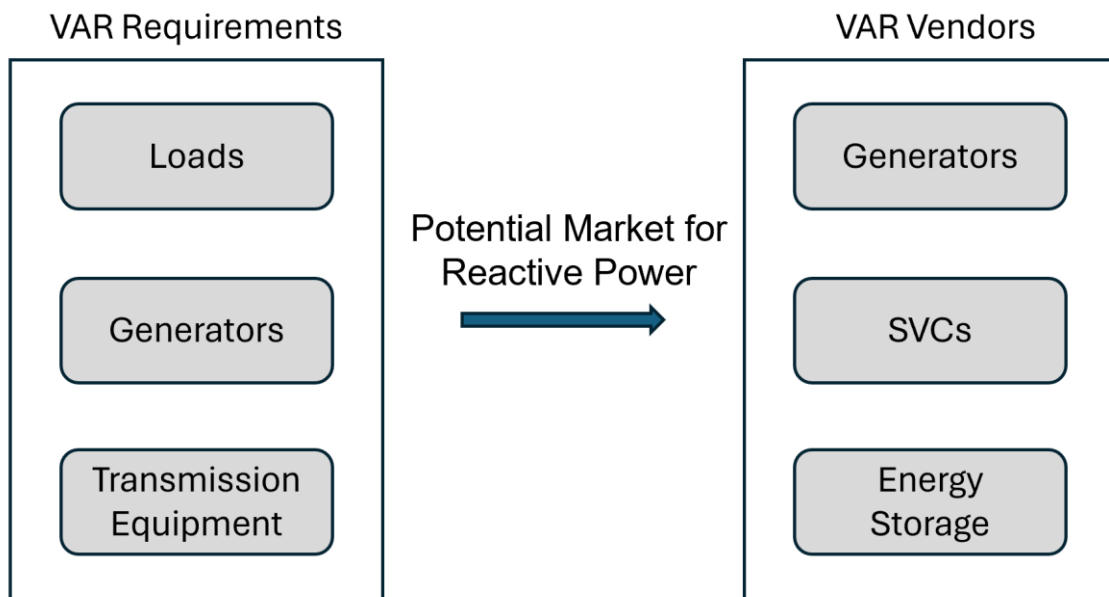 VAR Requirements
Loads
Generators
Transmission
Equipment
Potential Market for
Reactive Power
VAR Vendors
Generators
SVCs
Energy
Storage